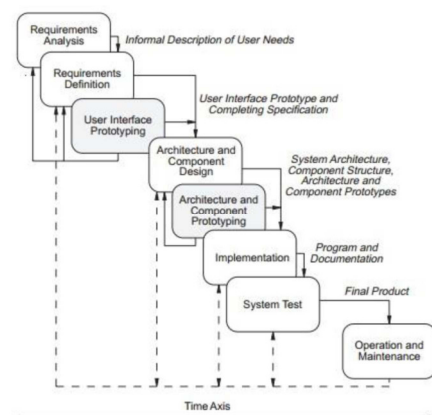 Requirements
Analysis
Informal Description of User Needs
Requirements
Definition
User Interface Prototype and
Completing Specification
User Interface
Prototyping
Architecture and
Component
Design
System Architecture,
Component Structure,
Architecture and
Component Prototypes
Architecture and
Component
Prototyping
Implementation
Program and
Documentation
System Test
Final Product
Operation and
Maintenance
Time Axis